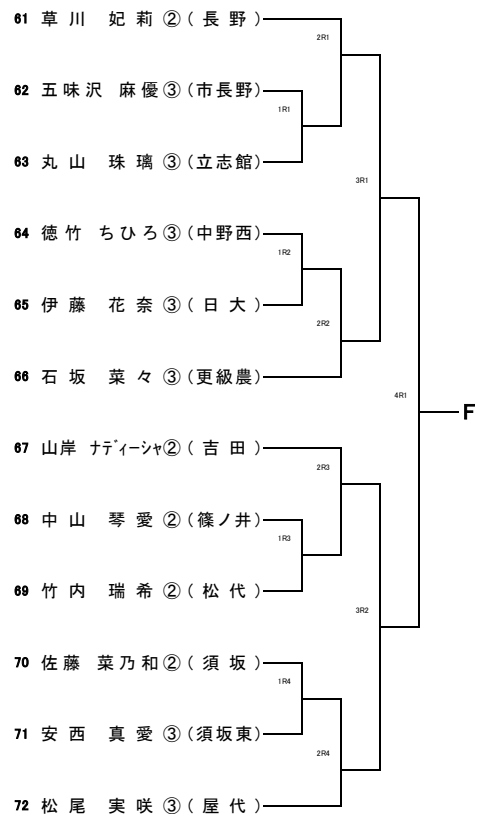 61 草川 妃莉②(長野)
2R1
62 五味沢 麻優③(市長野)
1R1
63 丸山 珠璃③(立志館)
3R1
64 徳竹 ちひろ③(中野西)
1R2
65 伊藤 花奈③(日大)
2R2
66 石坂 菜々③(更級農)
4R1
F
67 山岸 ナディーシャ②(吉田)
2R3
68 中山 琴愛②(篠ノ井)
1R3
69 竹内 瑞希②(松代)
3R2
70 佐藤 菜乃和②(須坂)
1R4
71 安西 真愛③(須坂東)
2R4
72 松尾 実咲③(屋代)